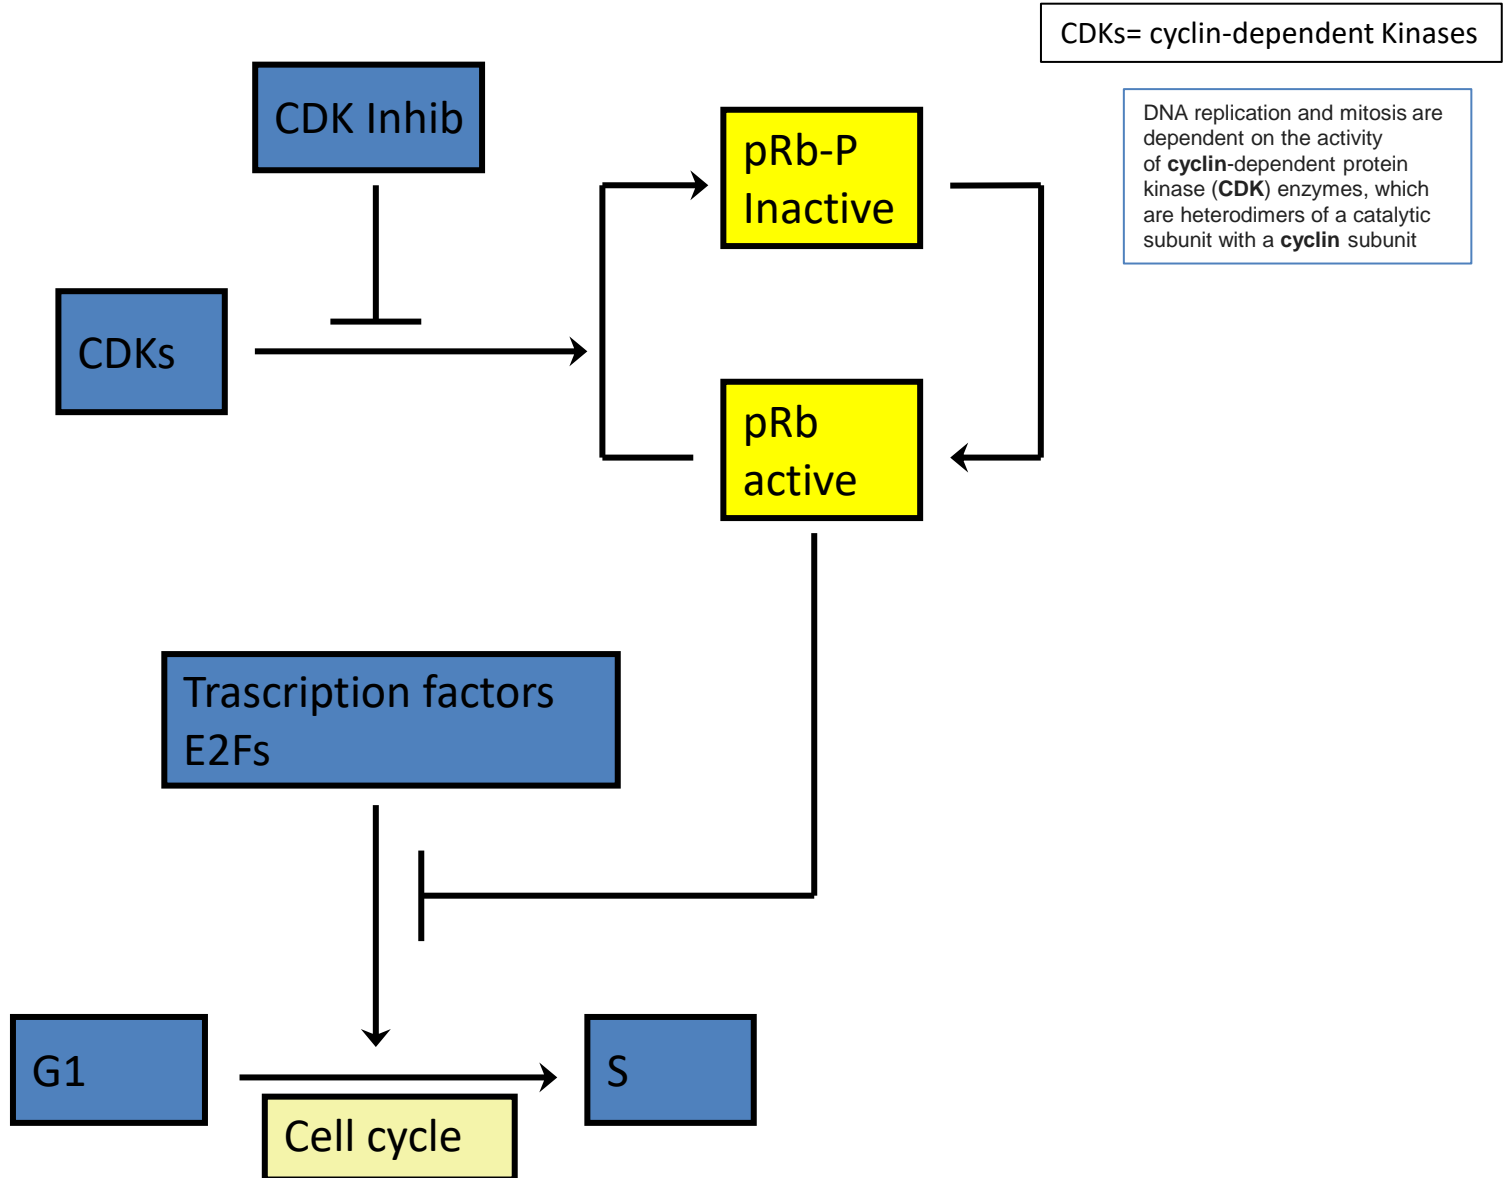 CDKs= cyclin-dependent Kinases
CDK Inhib
pRb-P
Inactive
DNA replication and mitosis are
dependent on the activity
of cyclin-dependent protein
kinase (CDK) enzymes, which
are heterodimers of a catalytic
subunit with a cyclin subunit
CDKs
pRb
active
Trascription factors
E2Fs
G1
S
Cell cycle